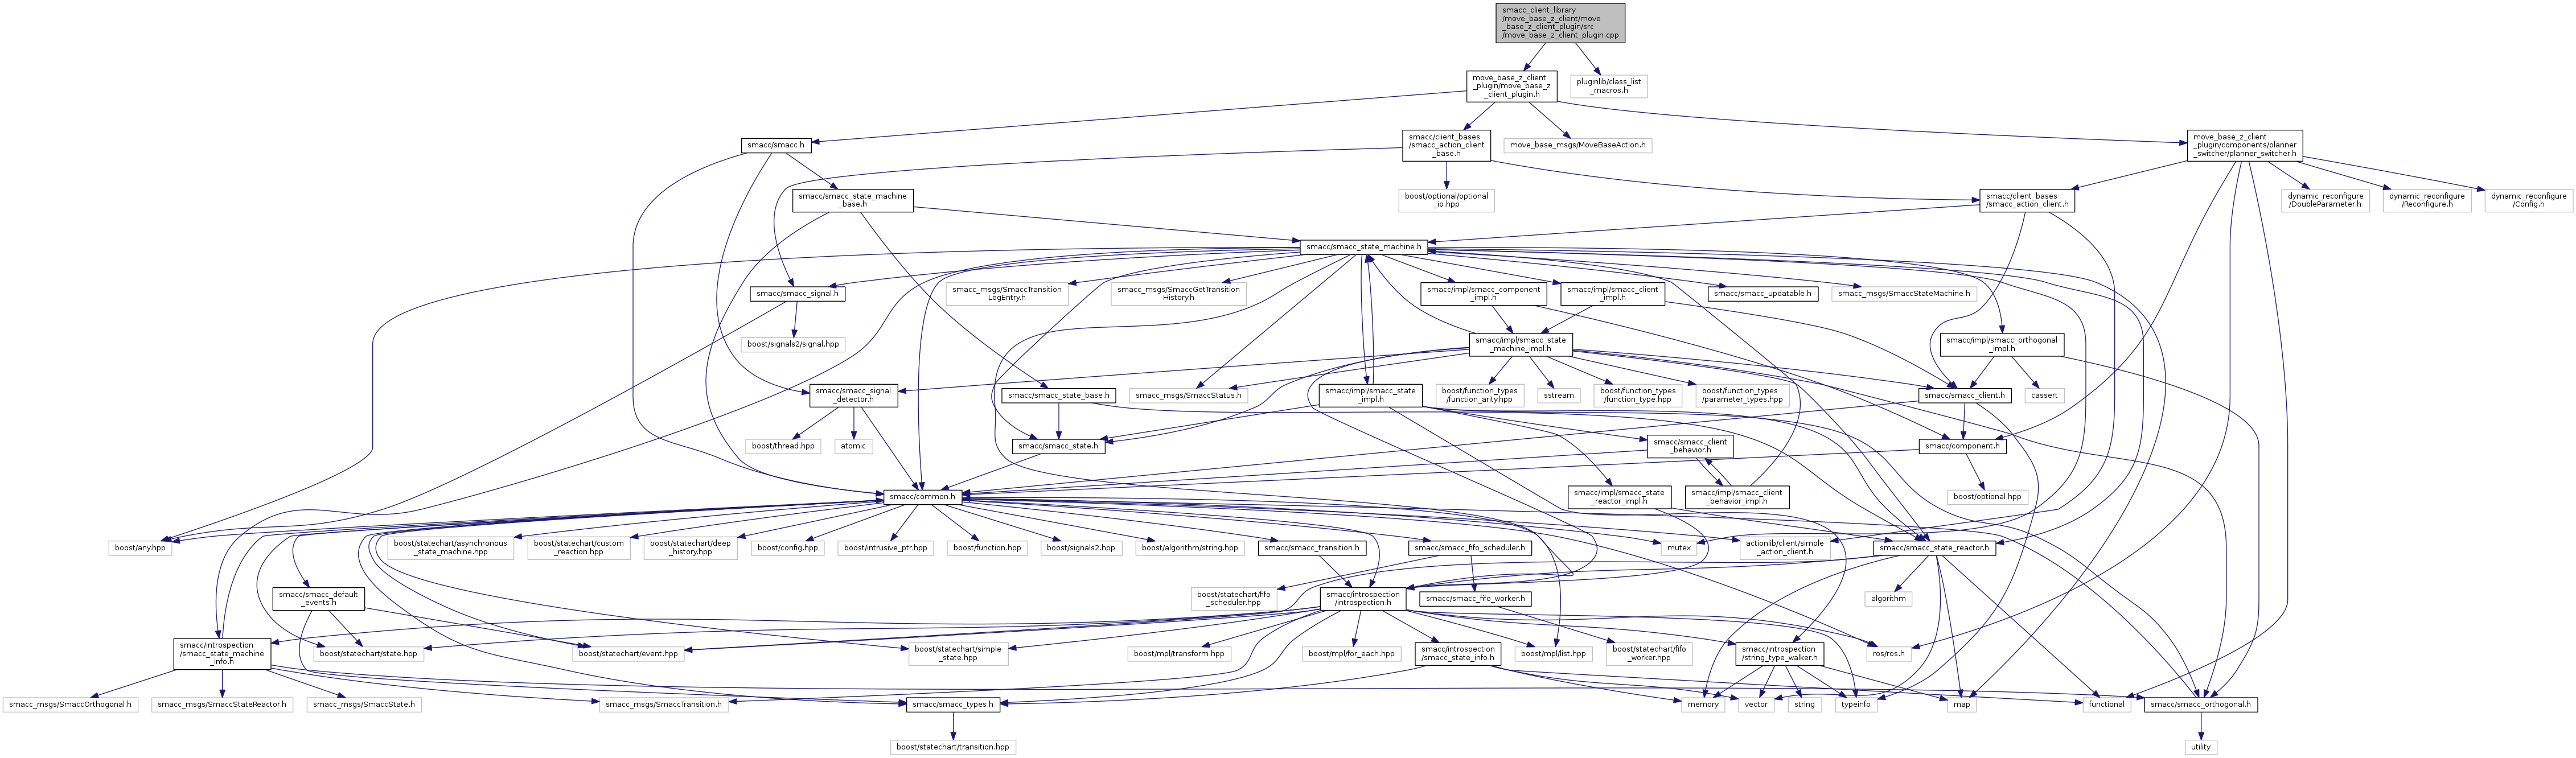 smacc_client_library
/move_base_z_client/move
_base_z_client_plugin/src
/move_base_z_client_plugin.cpp
move_base_z_client
_plugin/move_base_z
_client_plugin.h
pluginlib/class_list
_macros.h
smacc/smacc.h
smacc/client_bases
/smacc_action_client
_base.h
move_base_msgs/MoveBaseAction.h
move_base_z_client
_plugin/components/planner
_switcher/planner_switcher.h
smacc/smacc_state_machine
_base.h
boost/optional/optional
_io.hpp
smacc/client_bases
/smacc_action_client.h
dynamic_reconfigure
/DoubleParameter.h
dynamic_reconfigure
/Reconfigure.h
dynamic_reconfigure
/Config.h
smacc/smacc_state_machine.h
smacc/smacc_signal.h
smacc_msgs/SmaccTransition
LogEntry.h
smacc_msgs/SmaccGetTransition
History.h
smacc/impl/smacc_component
_impl.h
smacc/impl/smacc_client
_impl.h
smacc/smacc_updatable.h
smacc_msgs/SmaccStateMachine.h
boost/signals2/signal.hpp
smacc/impl/smacc_state
_machine_impl.h
smacc/impl/smacc_orthogonal
_impl.h
smacc/smacc_signal
_detector.h
smacc/smacc_state_base.h
smacc_msgs/SmaccStatus.h
smacc/impl/smacc_state
_impl.h
boost/function_types
/function_arity.hpp
sstream
boost/function_types
/function_type.hpp
boost/function_types
/parameter_types.hpp
smacc/smacc_client.h
cassert
boost/thread.hpp
atomic
smacc/smacc_state.h
smacc/smacc_client
_behavior.h
smacc/component.h
smacc/common.h
smacc/impl/smacc_state
_reactor_impl.h
smacc/impl/smacc_client
_behavior_impl.h
boost/optional.hpp
boost/any.hpp
boost/statechart/asynchronous
_state_machine.hpp
boost/statechart/custom
_reaction.hpp
boost/statechart/deep
_history.hpp
boost/config.hpp
boost/intrusive_ptr.hpp
boost/function.hpp
boost/signals2.hpp
boost/algorithm/string.hpp
smacc/smacc_transition.h
smacc/smacc_fifo_scheduler.h
mutex
actionlib/client/simple
_action_client.h
smacc/smacc_state_reactor.h
smacc/smacc_default
_events.h
boost/statechart/fifo
_scheduler.hpp
smacc/introspection
/introspection.h
smacc/smacc_fifo_worker.h
algorithm
smacc/introspection
/smacc_state_machine
_info.h
boost/statechart/state.hpp
boost/statechart/event.hpp
boost/statechart/simple
_state.hpp
boost/mpl/transform.hpp
boost/mpl/for_each.hpp
smacc/introspection
/smacc_state_info.h
boost/mpl/list.hpp
boost/statechart/fifo
_worker.hpp
smacc/introspection
/string_type_walker.h
ros/ros.h
smacc_msgs/SmaccOrthogonal.h
smacc_msgs/SmaccStateReactor.h
smacc_msgs/SmaccState.h
smacc_msgs/SmaccTransition.h
smacc/smacc_types.h
memory
vector
string
typeinfo
map
functional
smacc/smacc_orthogonal.h
boost/statechart/transition.hpp
utility